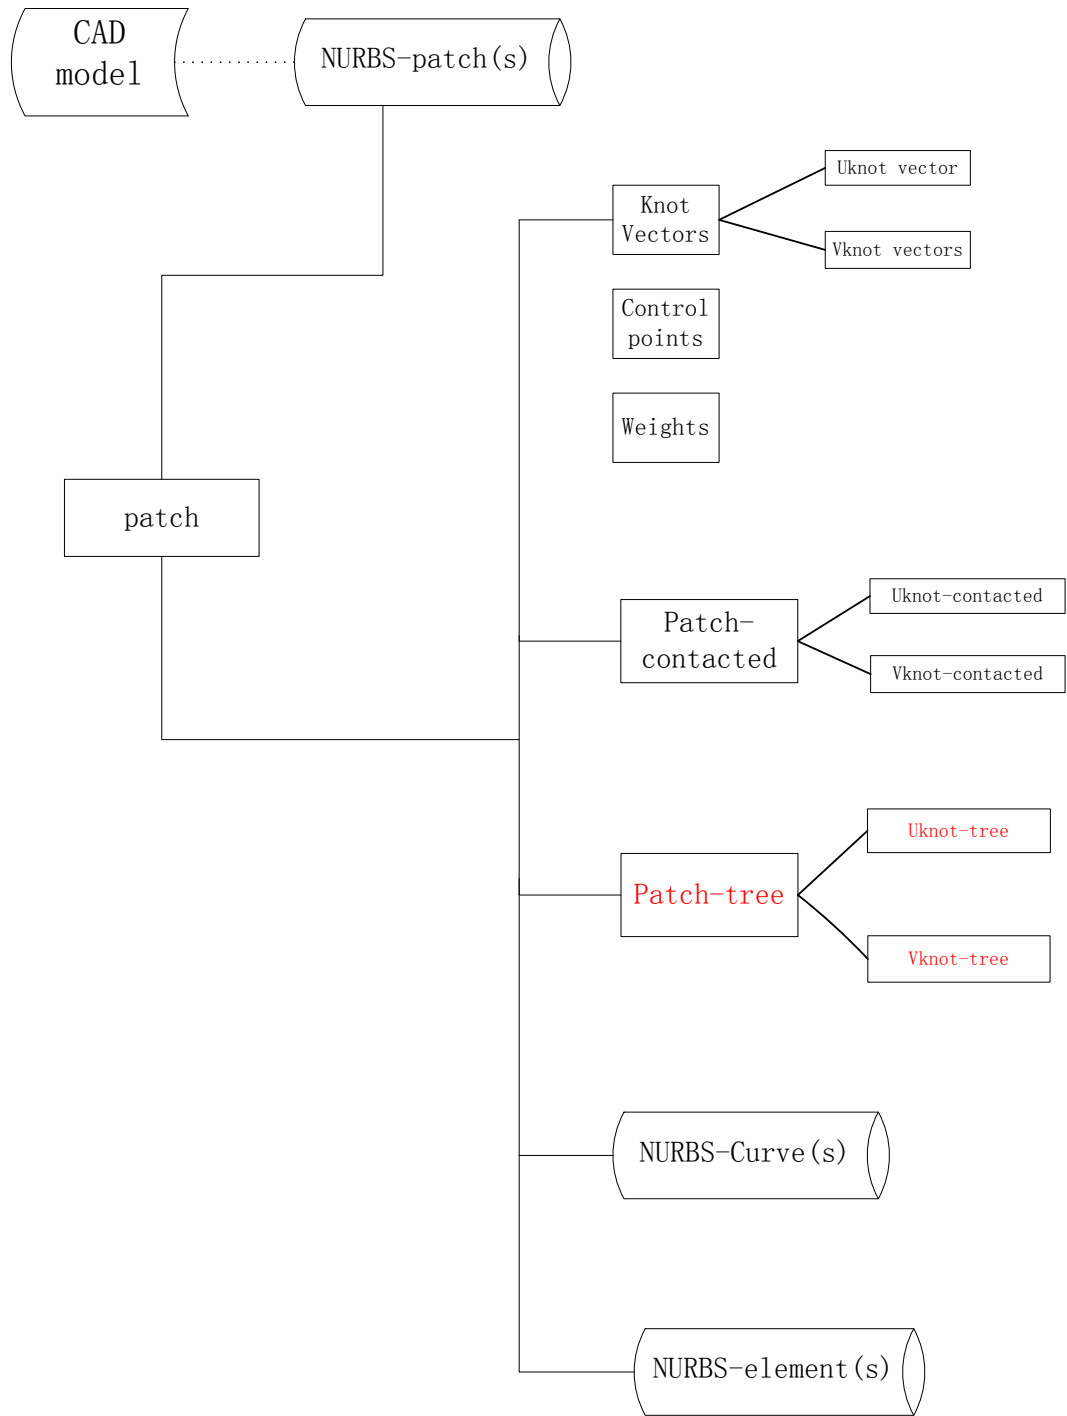 CAD
model
NURBS-patch(s)
Uknot vector
Knot
Vectors
Vknot vectors
Control
points
Weights
patch
Uknot-contacted
Patch-
contacted
Vknot-contacted
Uknot-tree
Patch-tree
Vknot-tree
NURBS-Curve(s)
NURBS-element(s)